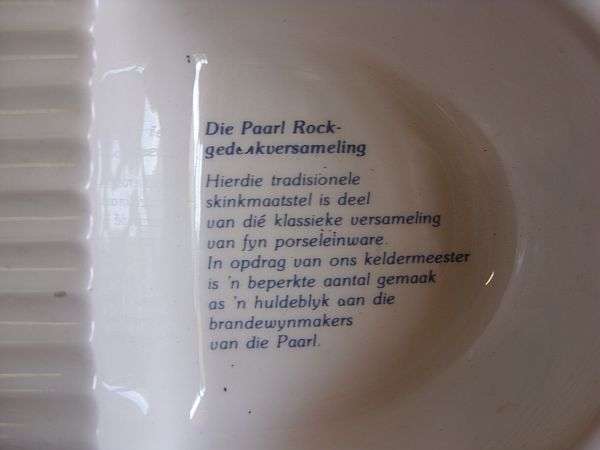 Die Paarl Rock-
gedenkversameling
Hierdie tradisionele
skinkmaatstel is deel
van dié klassieke versameling
van fyn porseleinware.
In opdrag van ons keldermeester
is 'n beperkte aantal gemaak
as 'n huldeblyk aan die
brandewynmakers
van die Paarl.